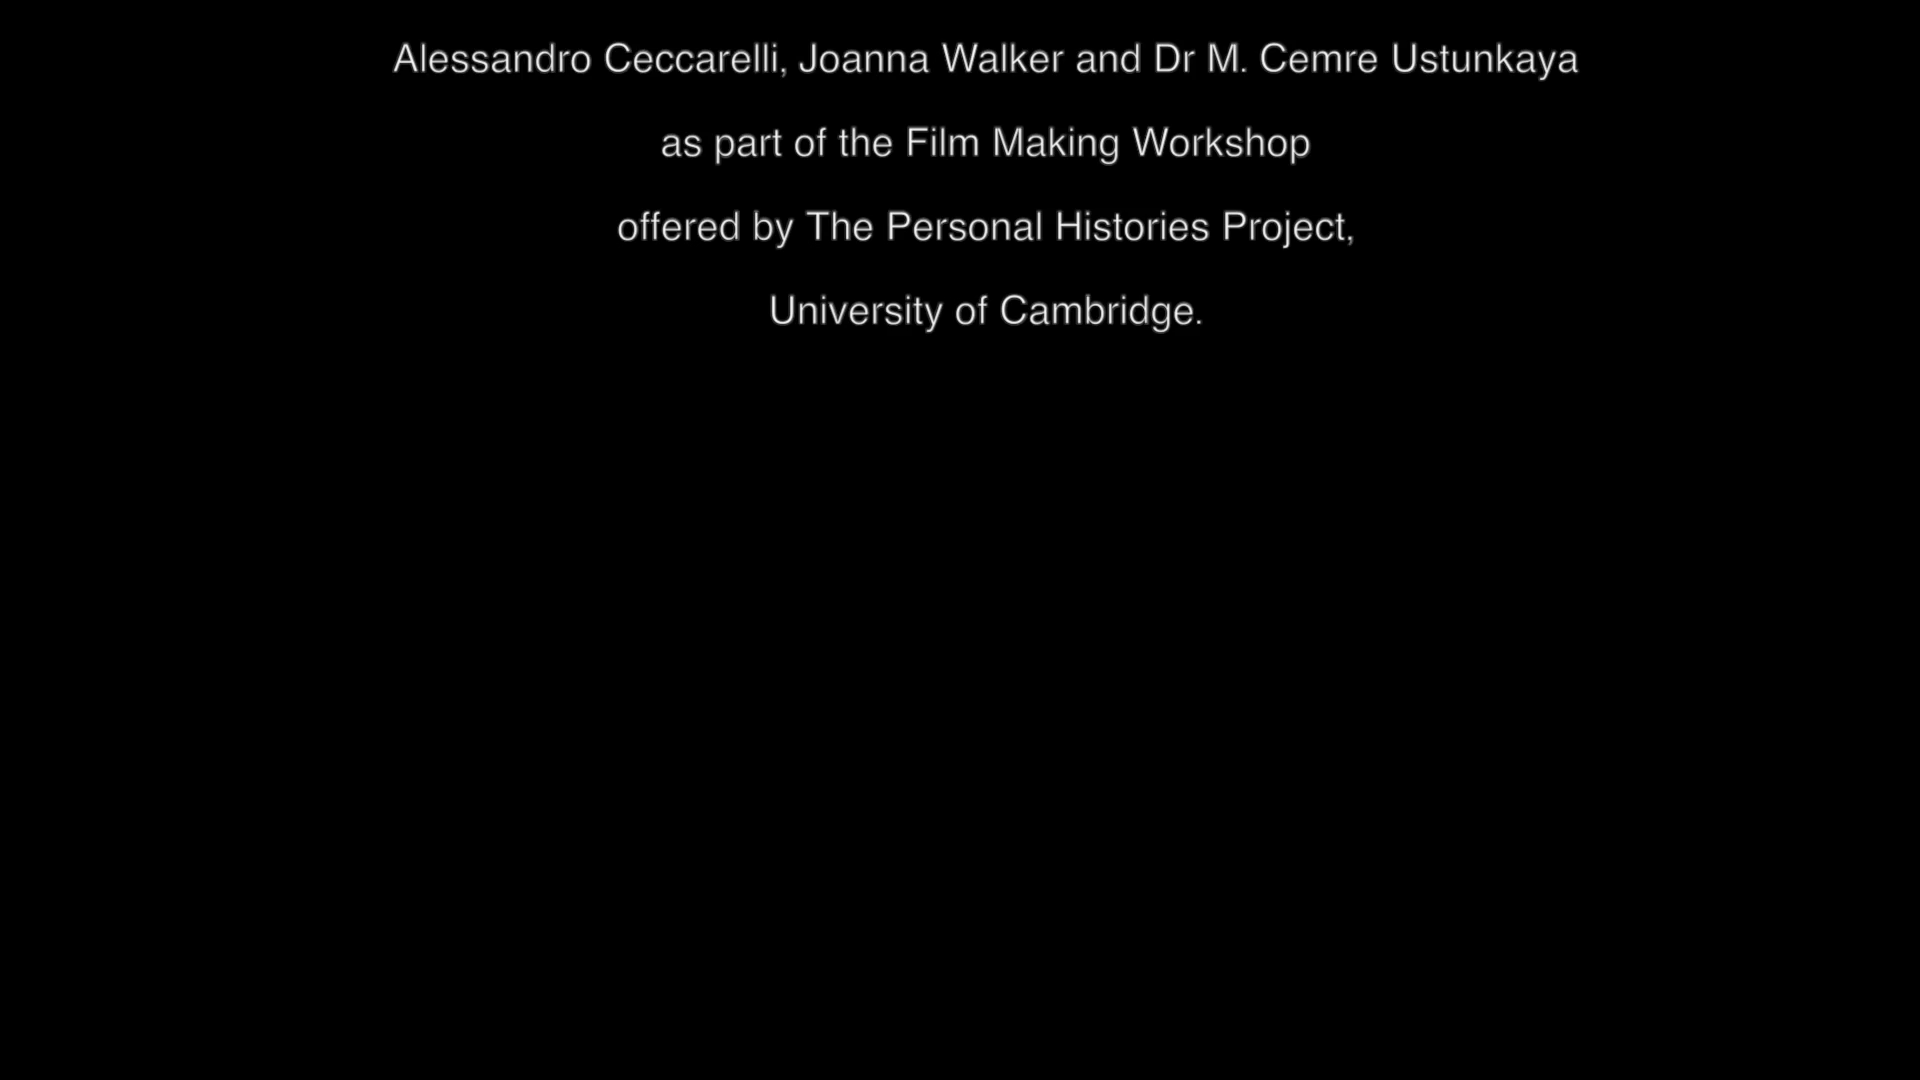 Alessandro Ceccarelli, Joanna Walker and Dr M. Cemre Ustunkaya
as part of the Film Making Workshop
offered by The Personal Histories Project,
University of Cambridge.